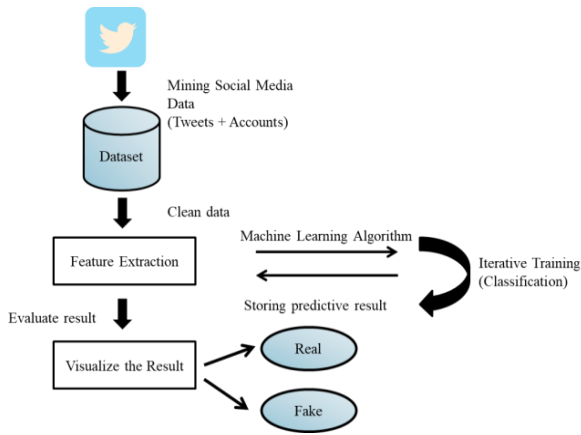 Mining Social Media
Data
(Tweets + Accounts)
Dataset
Clean data
Machine Learning Algorithm
Feature Extraction
Iterative Training
(Classification)
Storing predictive result
Evaluate result
Real
Visualize the Result
Fake